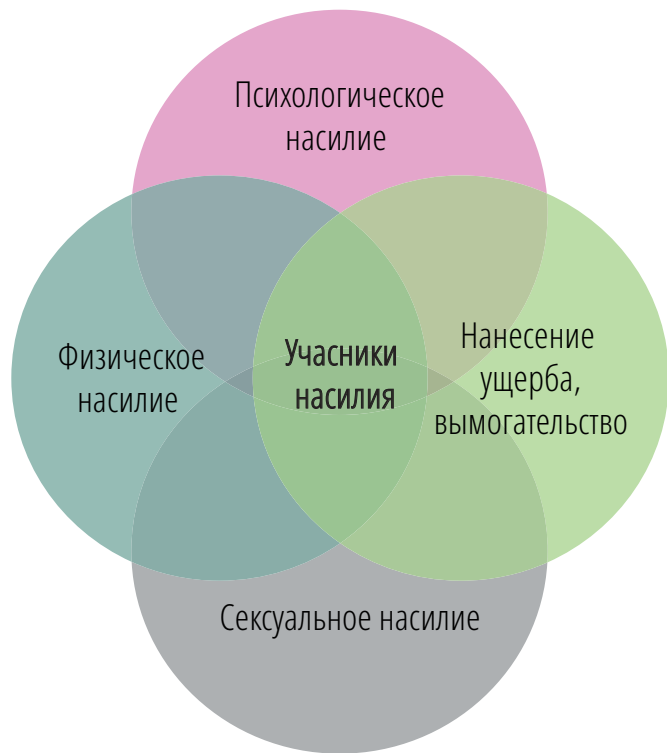 Психологическое
насилие
Физическое
насилие
Учасники
насилия
Нанесение
ущерба,
вымогательство
Сексуальное насилие